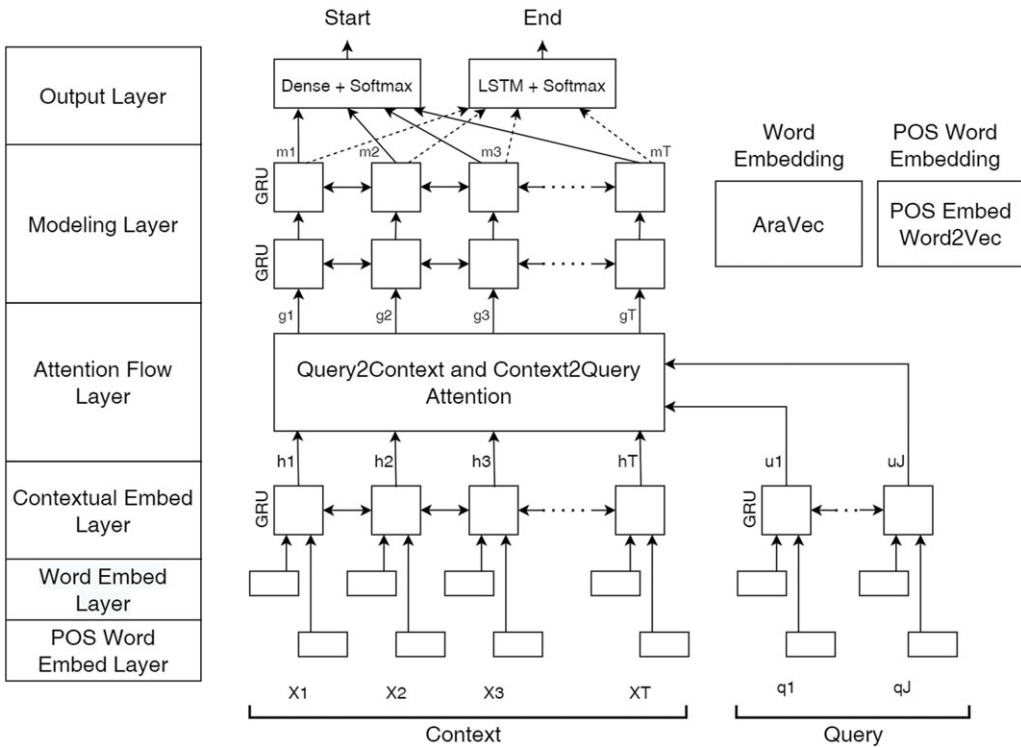 Start
End
Output Layer
Dense + Softmax
LSTM + Softmax
m1
m2
m3
mT
Word
Embedding
POS Word
Embedding
Modeling Layer
GRU
GRU
AraVec
POS Embed
Word2Vec
g1
g2
g3
gT
Attention Flow
Layer
Query2Context and Context2Query
Attention
h1
h2
h3
hT
u1
uJ
Contextual Embed
Layer
GRU
GRU
Word Embed
Layer
POS Word
Embed Layer
X1
X2
X3
XT
q1
qJ
Context
Query